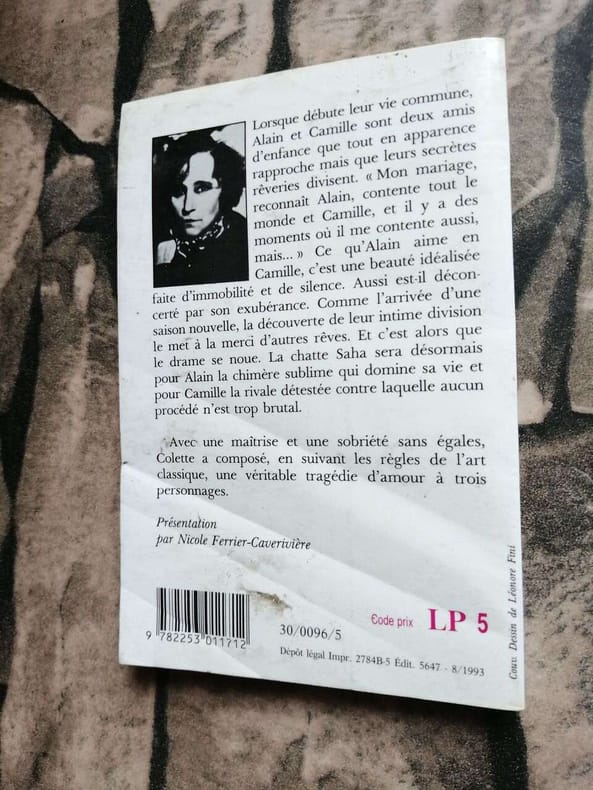 Lorsque débute leur vie commune,
Alain et Camille sont deux amis
d'enfance que tout en apparence
rapproche mais que leurs secrètes
rêveries divisent. « Mon mariage,
reconnaît Alain, contente tout le
monde et Camille, et il y a des
moments où il me contente aussi,
mais... » Ce qu'Alain aime en
Camille, c'est une beauté idéalisée
faite d'immobilité et de silence. Aussi est-il décon-
certé par son exubérance. Comme l'arrivée d'une
saison nouvelle, la découverte de leur intime division
le met à la merci d'autres rêves. Et c'est alors que
le drame se noue. La chatte Saha sera désormais
pour Alain la chimère sublime qui domine sa vie et
pour Camille la rivale détestée contre laquelle aucun
procédé n'est trop brutal.
Avec une maîtrise et une sobriété sans égales,
Colette a composé, en suivant les règles de l'art
classique, une véritable tragédie d'amour à trois
personnages.
Présentation
par Nicole Ferrier-Caverivière
9 782253 011712
30/0096/5
Code prix LP 5
Dépôt légal Impr. 2784B-5 Édit. 5647 - 8/1993
Couv. Dessin de Léonore Fini